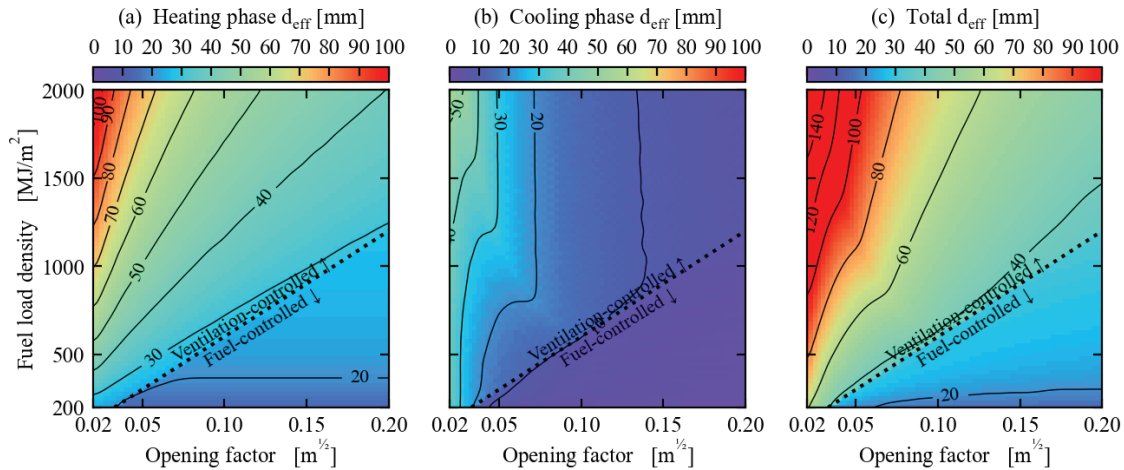 (a) Heating phase d_eff [mm]
0 10 20 30 40 50 60 70 80 90 100
(b) Cooling phase d_eff [mm]
0 10 20 30 40 50 60 70 80 90 100
(c) Total d_eff [mm]
0 10 20 30 40 50 60 70 80 90 100
Fuel load density [MJ/m²]
2000
1500
1000
500
200
100
90
80
70
60
50
40
30
20
Ventilation-controlled ↑
Fuel-controlled ↓
0.02 0.05 0.10 0.15 0.20
Opening factor [m^½]
50
40
30
20
10
Ventilation-controlled ↑
Fuel-controlled ↓
0.02 0.05 0.10 0.15 0.20
Opening factor [m^½]
140
120
100
80
60
40
20
Ventilation-controlled ↑
Fuel-controlled ↓
0.02 0.05 0.10 0.15 0.20
Opening factor [m^½]